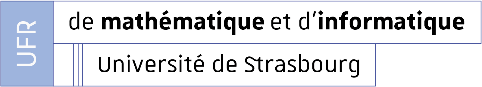 UFR
de mathématique et d'informatique
Université de Strasbourg